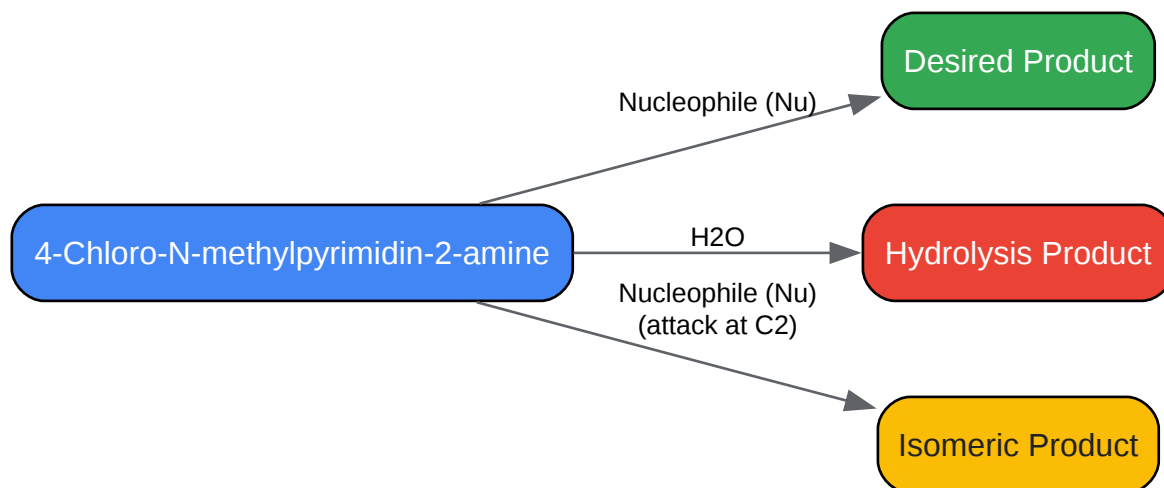 Desired Product
Nucleophile (Nu)
4-Chloro-N-methylpyrimidin-2-amine
H2O
Hydrolysis Product
Nucleophile (Nu)
(attack at C2)
Isomeric Product